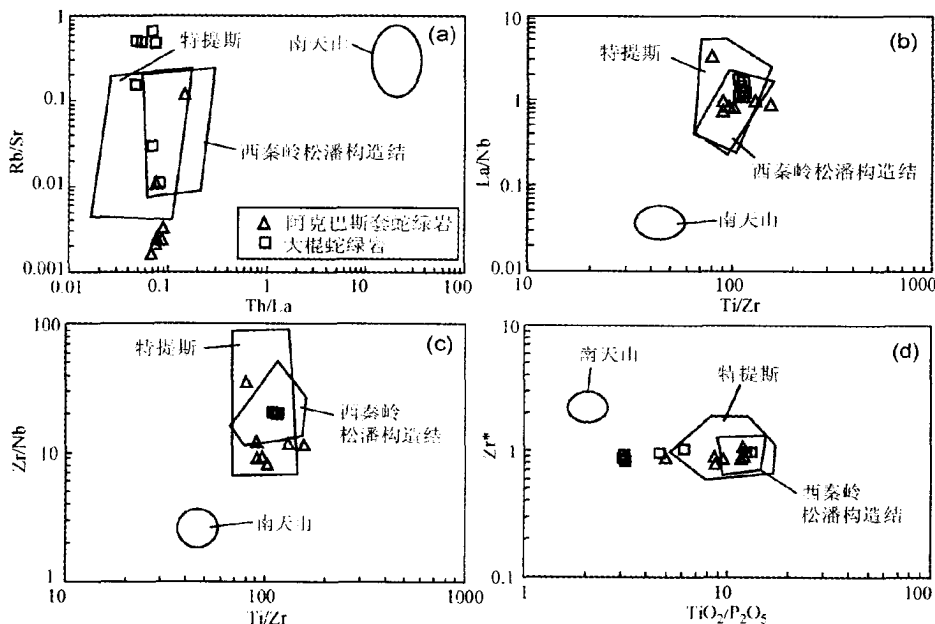 (a)
1
0.1
0.01
0.001
Rb/Sr
特提斯
南天山
西秦岭松潘构造结
阿克巴斯套蛇绿岩
大棍蛇绿岩
0.01
0.1
1
10
100
Th/La
(b)
10
1
0.1
0.01
La/Nb
特提斯
西秦岭松潘构造结
南天山
10
100
1000
Ti/Zr
(c)
100
10
1
Zr/Nb
特提斯
西秦岭
松潘构造结
南天山
10
100
1000
Ti/Zr
(d)
10
1
0.1
Zr*
南天山
特提斯
西秦岭
松潘构造结
1
10
100
TiO₂/P₂O₅